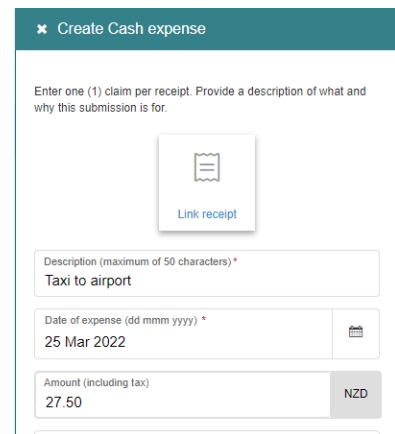 ✖ Create Cash expense
Enter one (1) claim per receipt. Provide a description of what and
why this submission is for.
Link receipt
Description (maximum of 50 characters) *
Taxi to airport
Date of expense (dd mmm yyyy) *
25 Mar 2022
Amount (including tax)
27.50
NZD